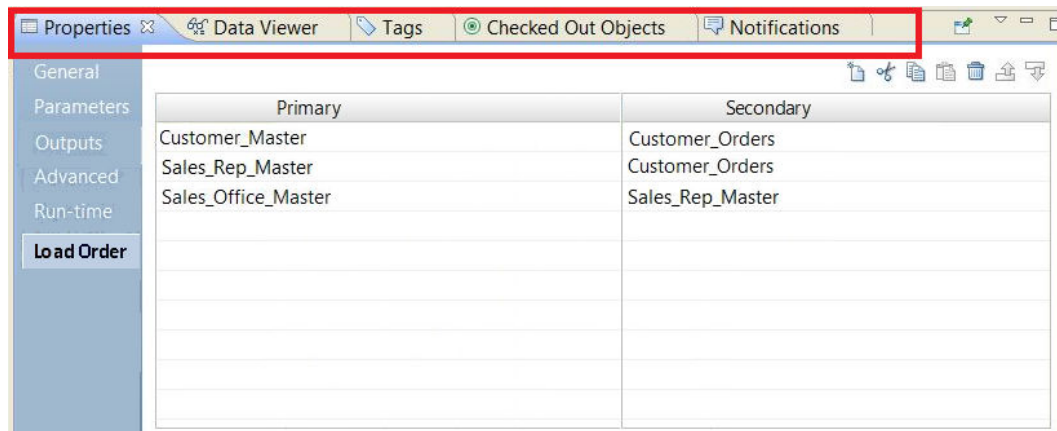 Properties Data Viewer Tags Checked Out Objects Notifications
General
Parameters
Outputs
Advanced
Run-time
Load Order
Primary Secondary
Customer_Master Customer_Orders
Sales_Rep_Master Customer_Orders
Sales_Office_Master Sales_Rep_Master